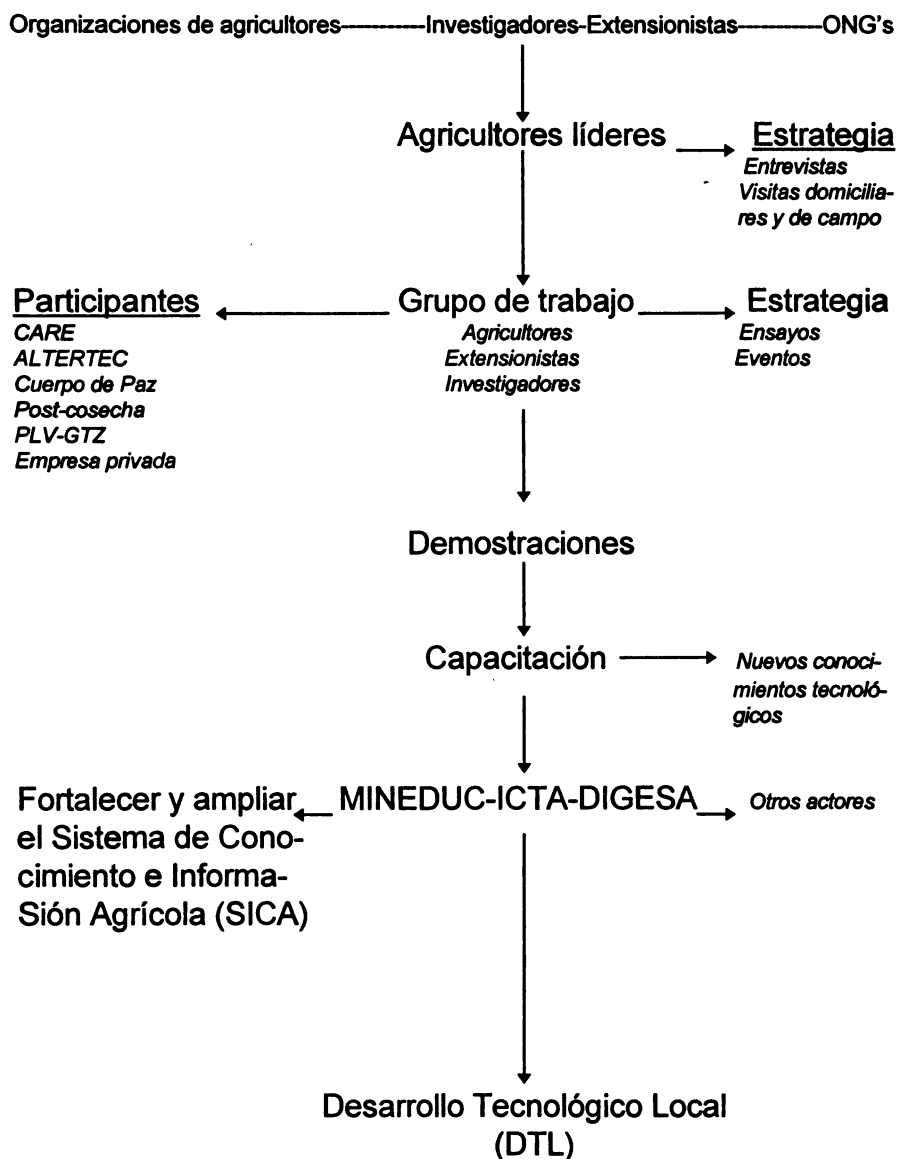 Organizaciones de agricultores----------Investigadores-Extensionistas----------ONG's
Agricultores líderes
Estrategia
Entrevistas
Visitas domicilia-
res y de campo
Participantes
CARE
ALTERTEC
Cuerpo de Paz
Post-cosecha
PLV-GTZ
Empresa privada
Grupo de trabajo
Agricultores
Extensionistas
Investigadores
Estrategia
Ensayos
Eventos
Demostraciones
Capacitación
Nuevos conoci-
mientos tecnoló-
gicos
Fortalecer y ampliar
el Sistema de Cono-
cimiento e Informa-
Sión Agrícola (SICA)
MINEDUC-ICTA-DIGESA
Otros actores
Desarrollo Tecnológico Local
(DTL)